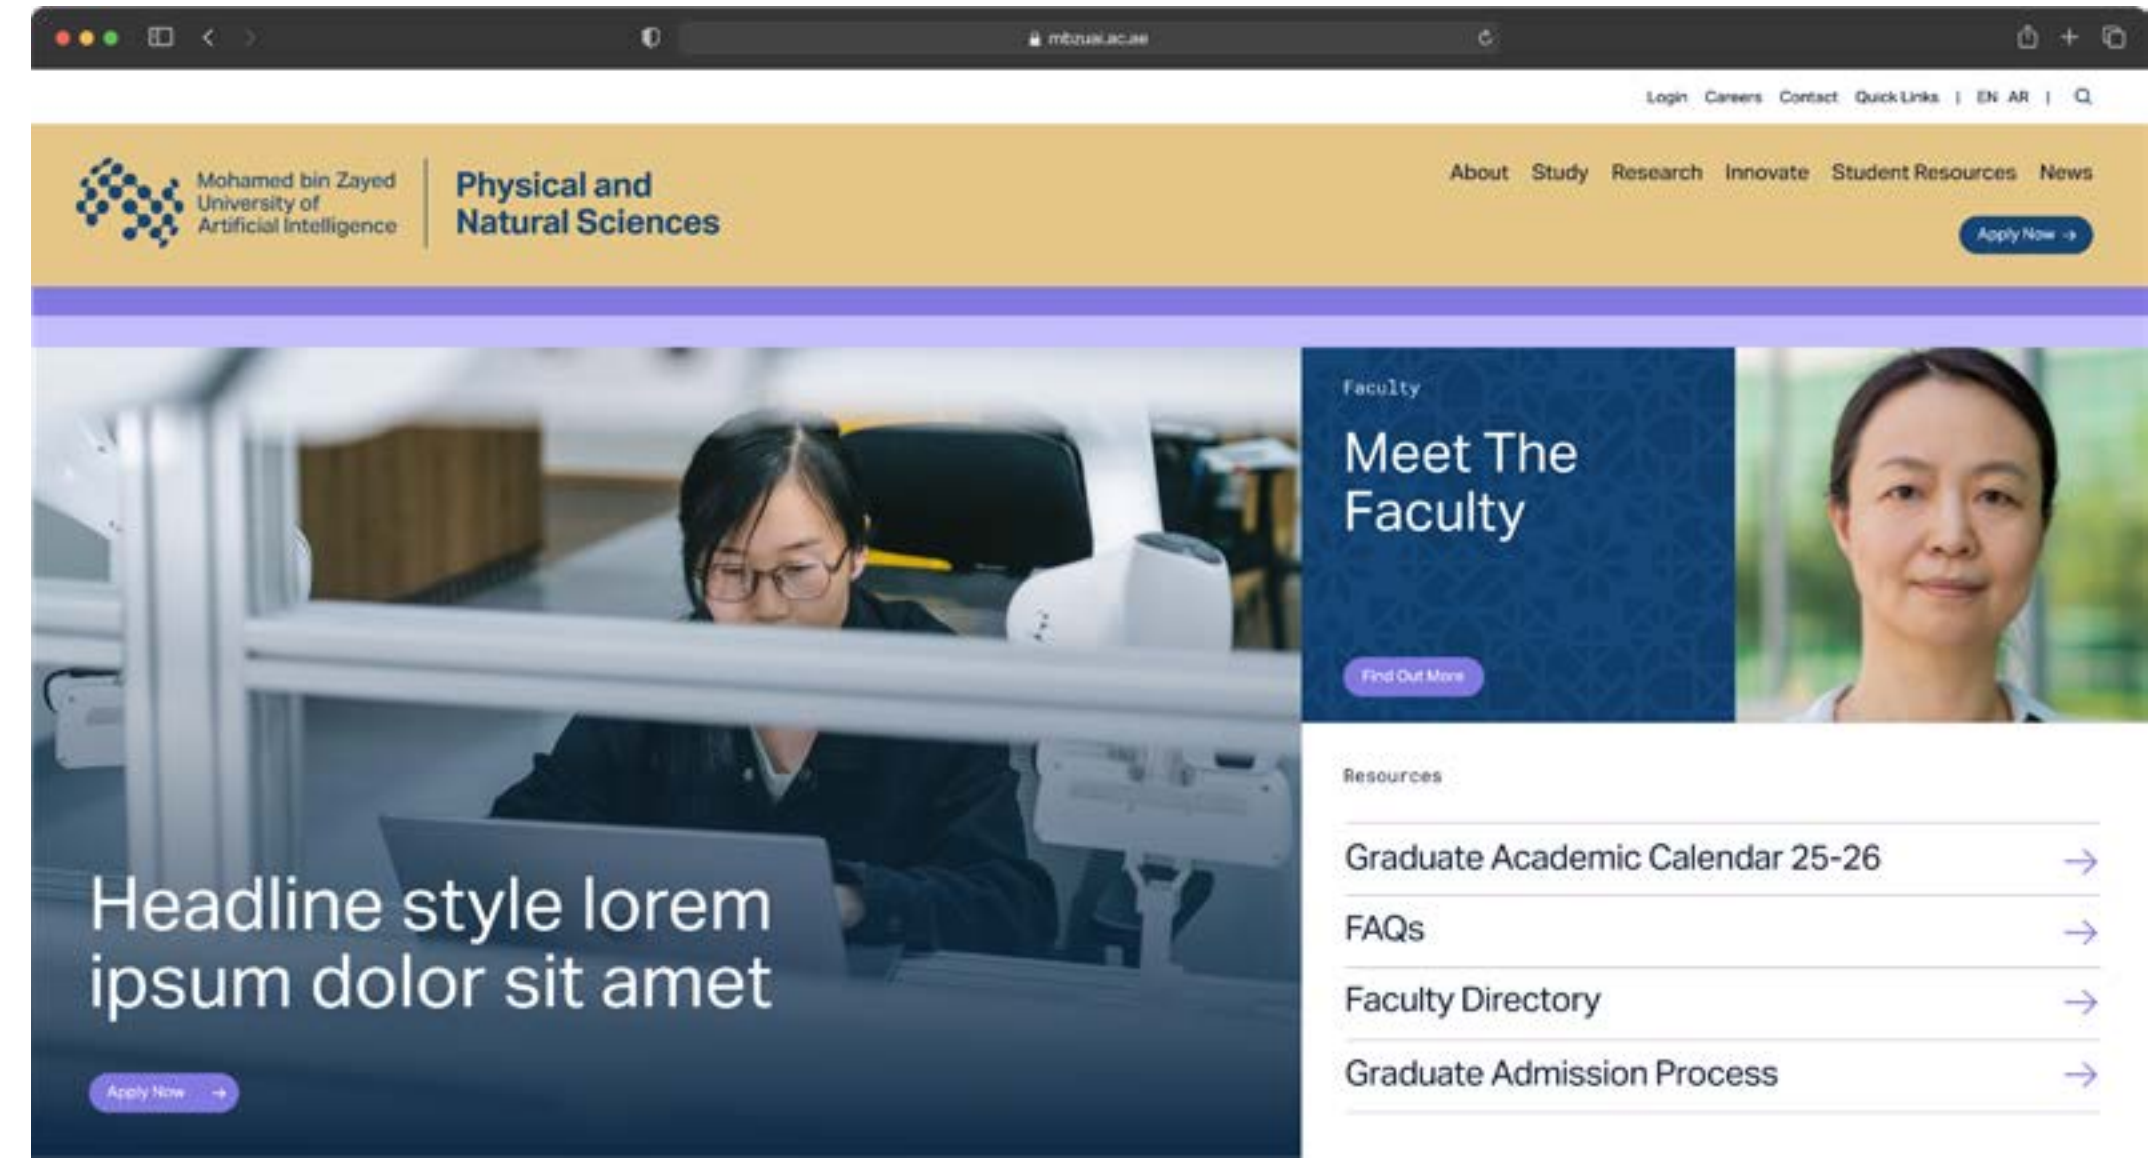 mbzuai.ac.ae
Login Careers Contact Quick Links | EN AR |
Mohamed bin Zayed
University of
Artificial Intelligence
Physical and
Natural Sciences
About Study Research Innovate Student Resources News
Apply Now →
Faculty
Meet The
Faculty
Find Out More
Headline style lorem
ipsum dolor sit amet
Apply Now →
Resources
Graduate Academic Calendar 25-26 →
FAQs →
Faculty Directory →
Graduate Admission Process →